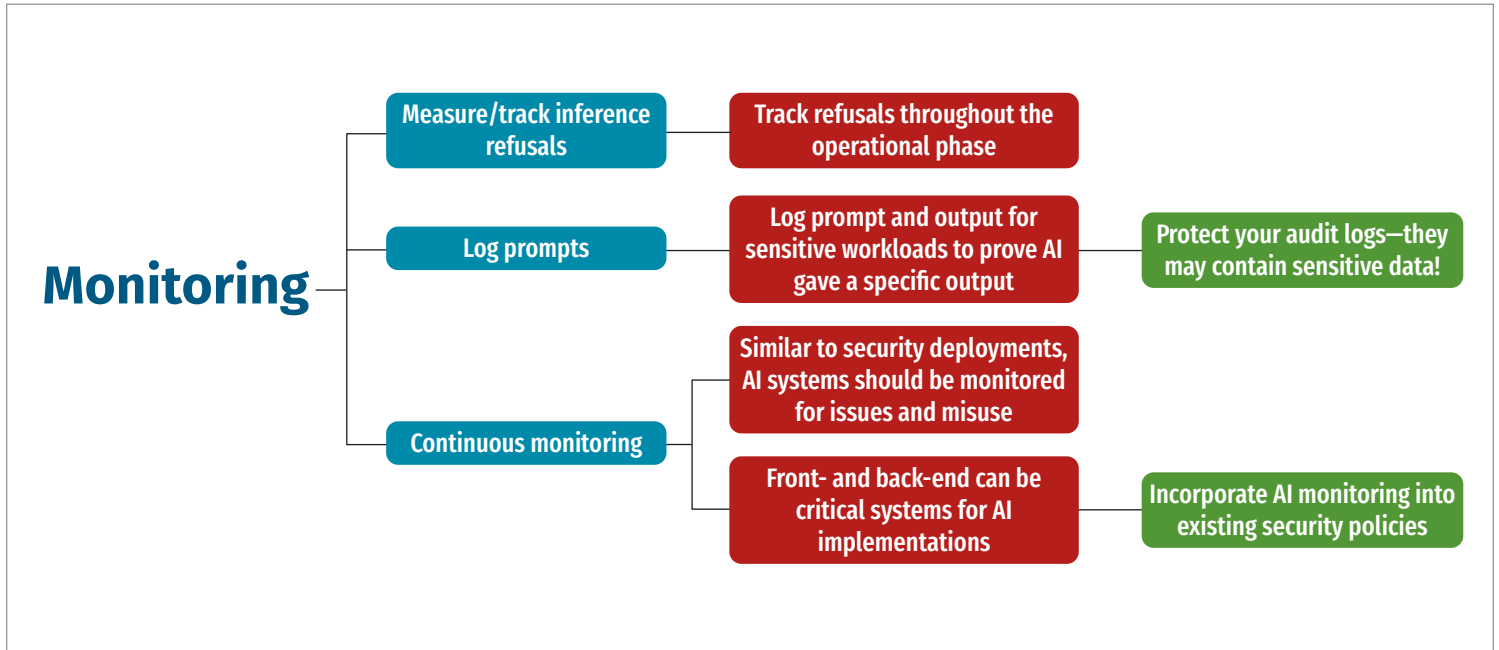 Monitoring
Measure/track inference
refusals
Track refusals throughout the
operational phase
Log prompts
Log prompt and output for
sensitive workloads to prove AI
gave a specific output
Protect your audit logs—they
may contain sensitive data!
Continuous monitoring
Similar to security deployments,
AI systems should be monitored
for issues and misuse
Front- and back-end can be
critical systems for AI
implementations
Incorporate AI monitoring into
existing security policies